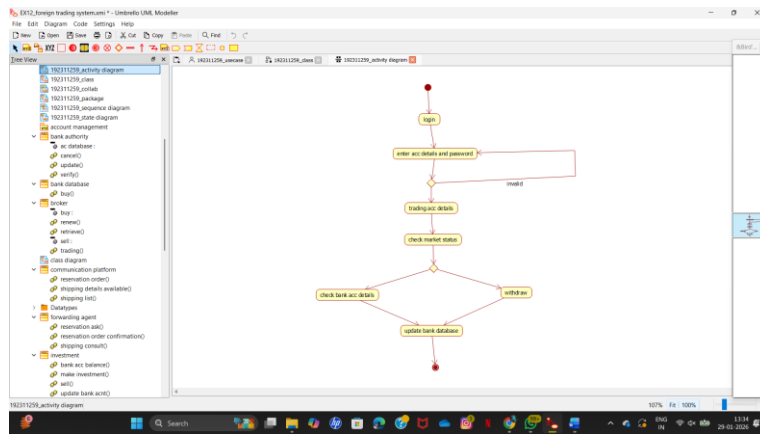 EX12_foreign trading system.xmi * - Umbrello UML Modeller
File Edit Diagram Code Settings Help
New Open Save Cut Copy Paste Find
XYZ
Tree View
192311259_usecase
192311259_class
192311259_activity diagram
192311259_activity diagram
192311259_class
192311259_collab
192311259_package
192311259_sequence diagram
192311259_state diagram
account management
bank authority
ac database :
cancel()
update()
verify()
bank database
buy()
broker
buy :
renew()
retrieve()
sell :
trading()
class diagram
communication platform
reservation order()
shipping details available()
shipping list()
Datatypes
forwarding agent
reservation ask()
reservation order confirmation()
shipping consult()
investment
bank acc balance()
make investment()
sell()
update bank acnt()
login
enter acc details and password
invalid
trading acc details
check market status
check bank acc details
withdraw
update bank database
192311259_activity diagram
107% Fit 100%
Search
ENG
IN
13:34
29-01-2026